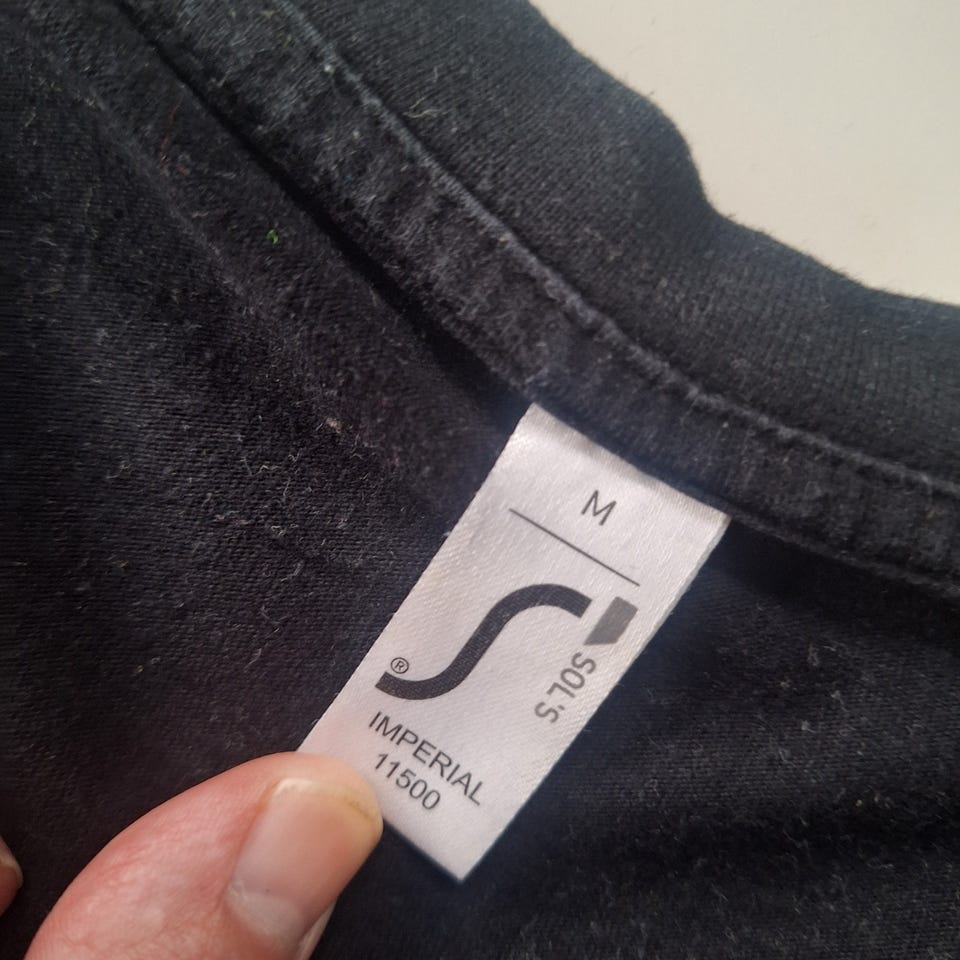 M
SOL'S
®
IMPERIAL
11500